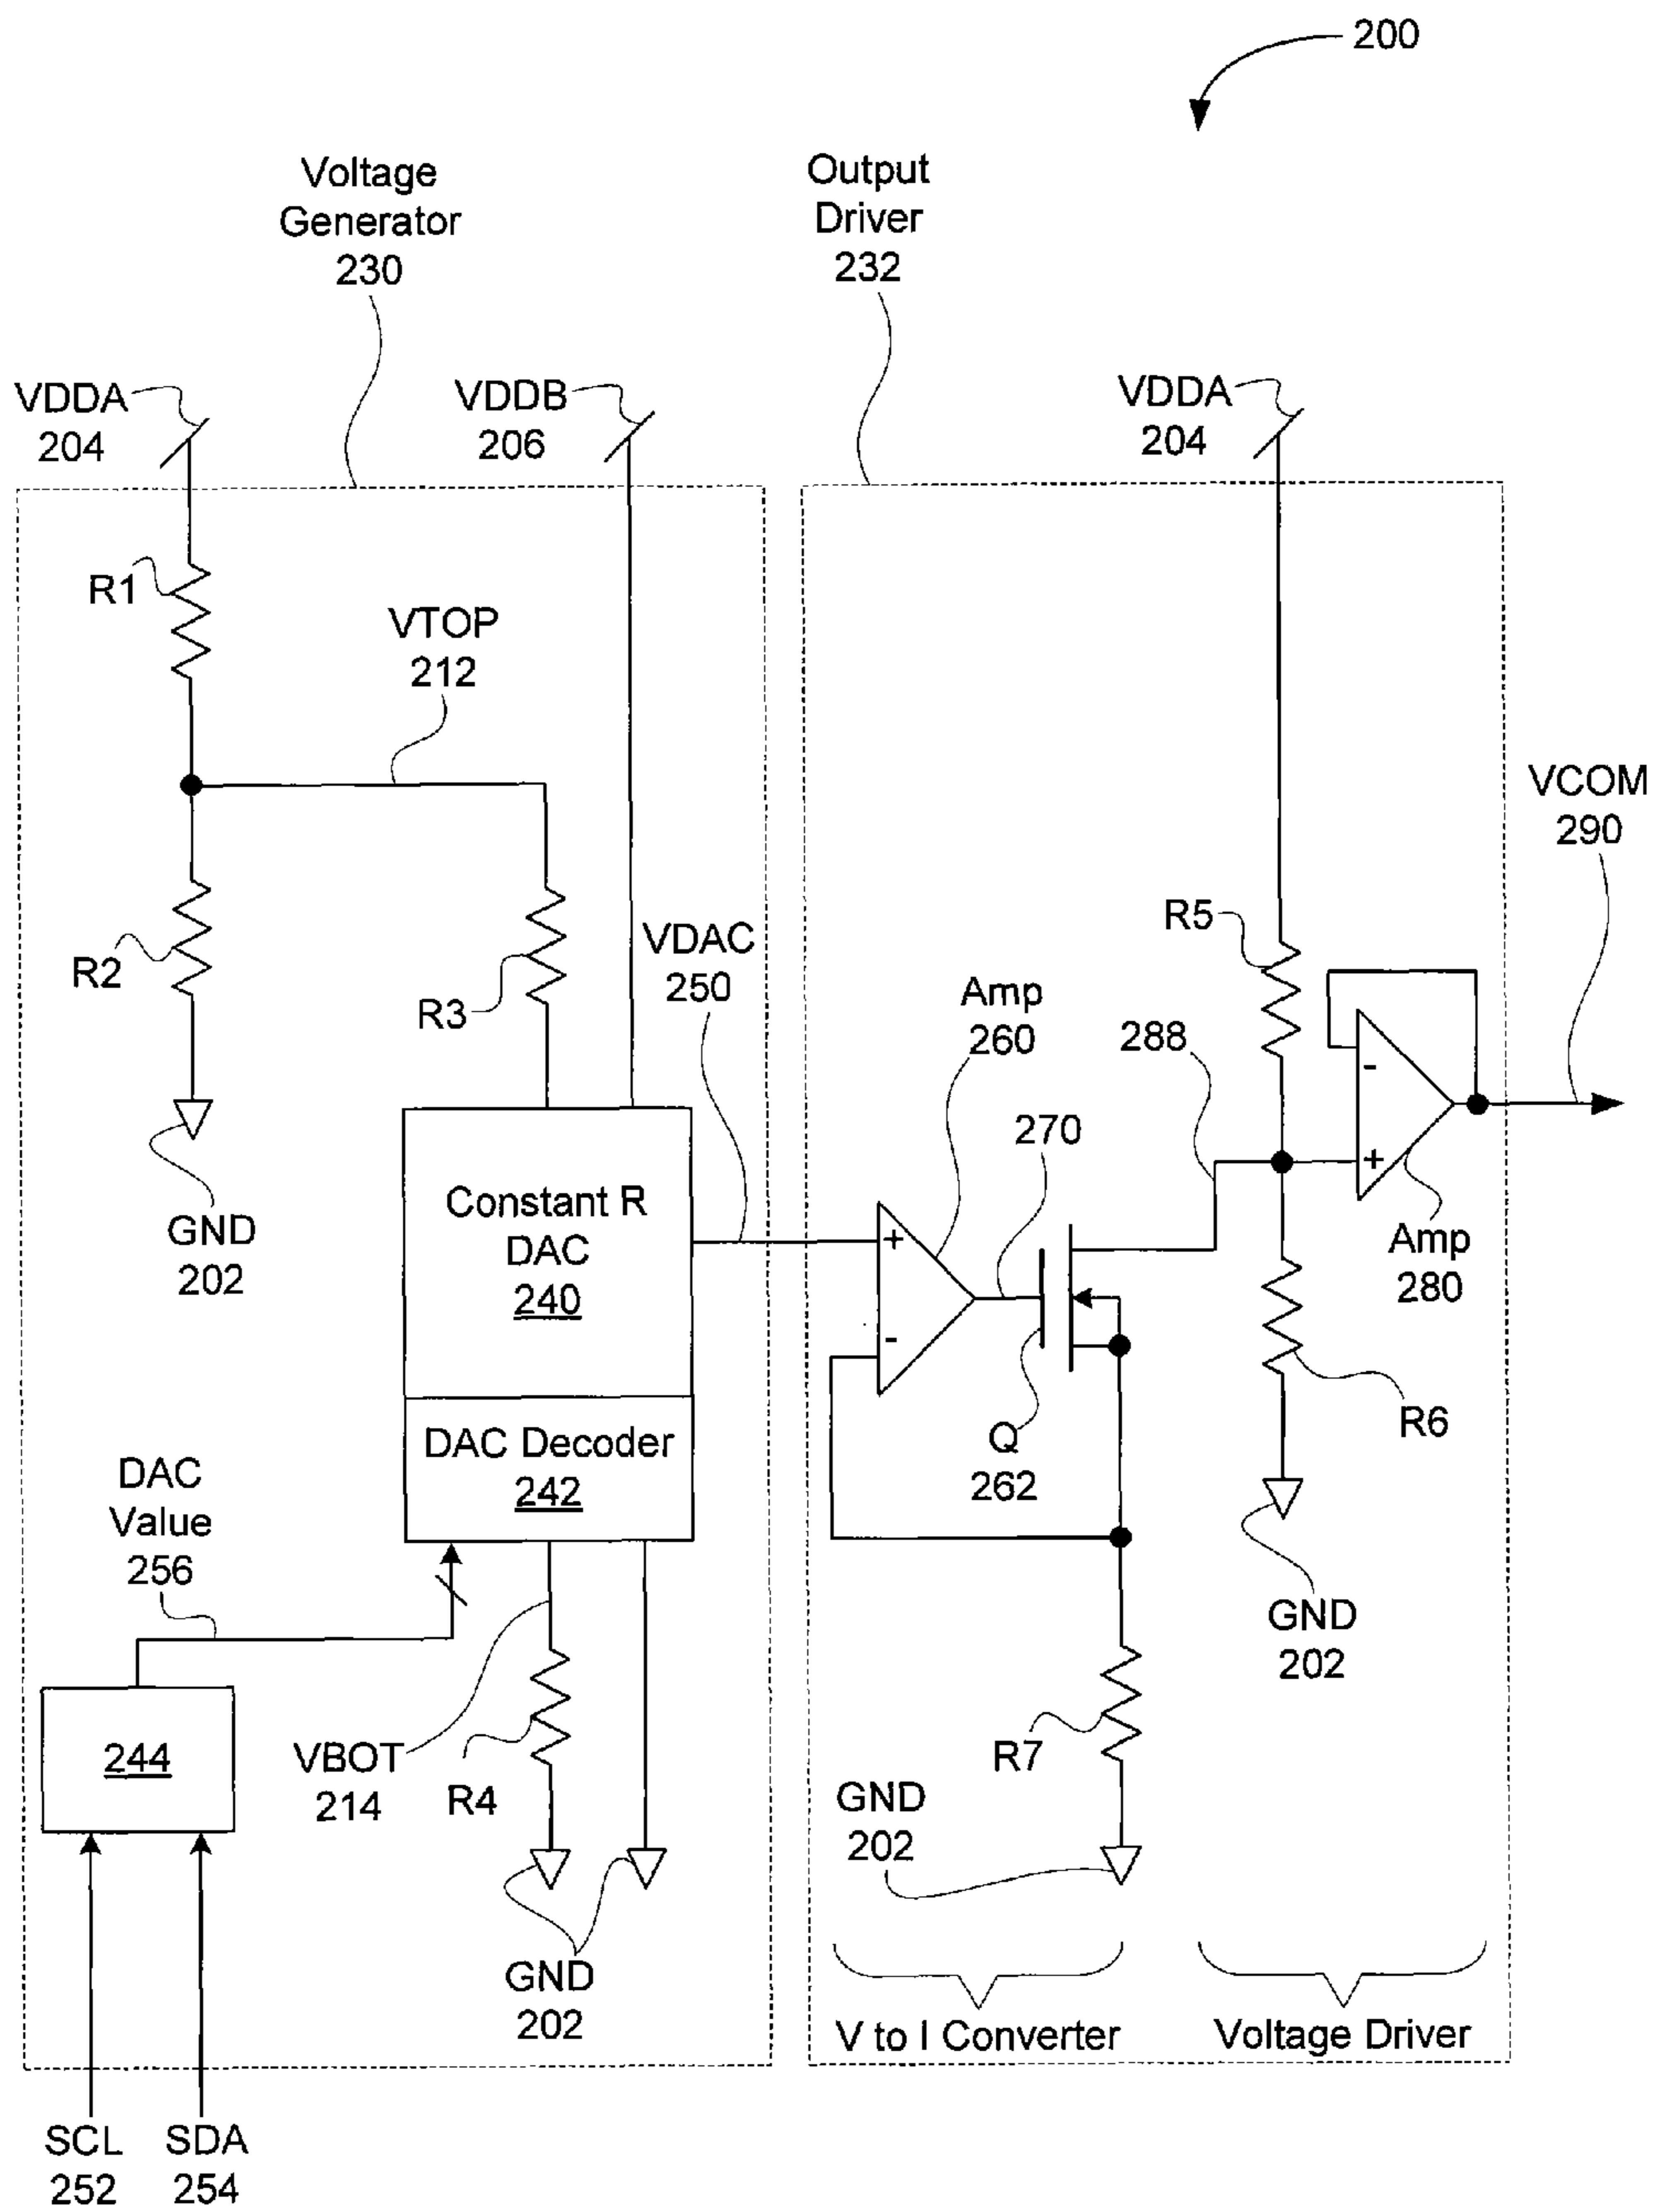 200
Voltage
Generator
230
Output
Driver
232
VDDA
204
VDDB
206
VDDA
204
R1
VTOP
212
R2
R3
VDAC
250
R5
VCOM
290
Amp
260
288
270
-
+
GND
202
Constant R
DAC
240
+
-
Amp
280
DAC Decoder
242
Q
262
R6
DAC
Value
256
GND
202
244
VBOT
214
R4
R7
GND
202
GND
202
V to I Converter
Voltage Driver
SCL
252
SDA
254